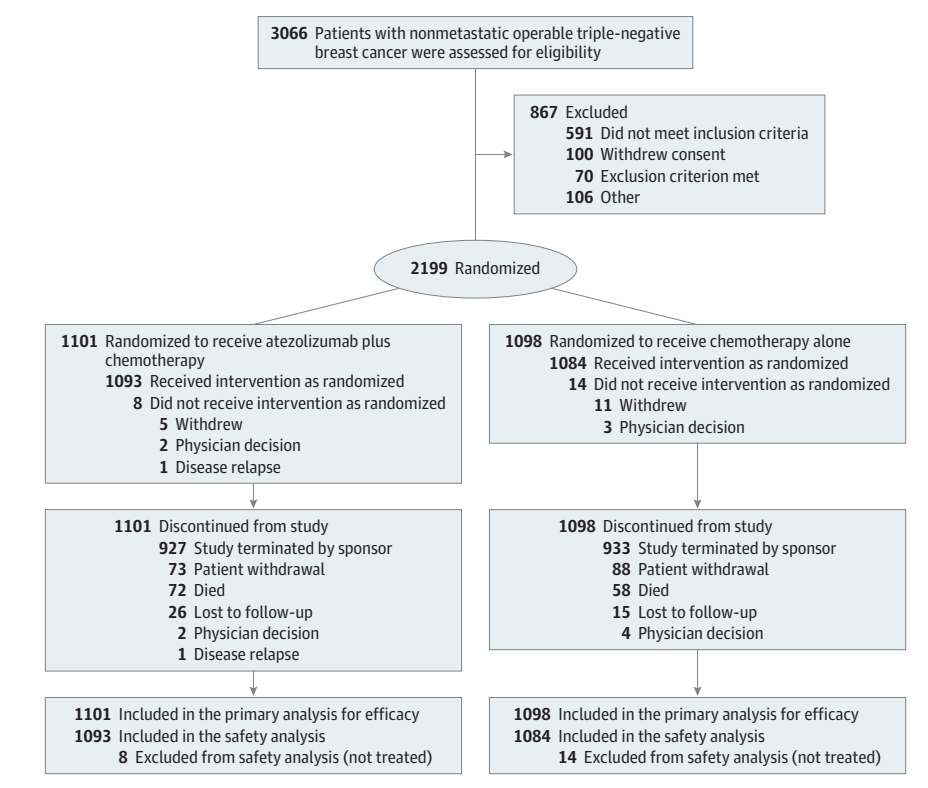 3066 Patients with nonmetastatic operable triple-negative
breast cancer were assessed for eligibility
867 Excluded
591 Did not meet inclusion criteria
100 Withdrew consent
70 Exclusion criterion met
106 Other
2199 Randomized
1101 Randomized to receive atezolizumab plus
chemotherapy
1093 Received intervention as randomized
8 Did not receive intervention as randomized
5 Withdrew
2 Physician decision
1 Disease relapse
1098 Randomized to receive chemotherapy alone
1084 Received intervention as randomized
14 Did not receive intervention as randomized
11 Withdrew
3 Physician decision
1101 Discontinued from study
927 Study terminated by sponsor
73 Patient withdrawal
72 Died
26 Lost to follow-up
2 Physician decision
1 Disease relapse
1098 Discontinued from study
933 Study terminated by sponsor
88 Patient withdrawal
58 Died
15 Lost to follow-up
4 Physician decision
1101 Included in the primary analysis for efficacy
1093 Included in the safety analysis
8 Excluded from safety analysis (not treated)
1098 Included in the primary analysis for efficacy
1084 Included in the safety analysis
14 Excluded from safety analysis (not treated)